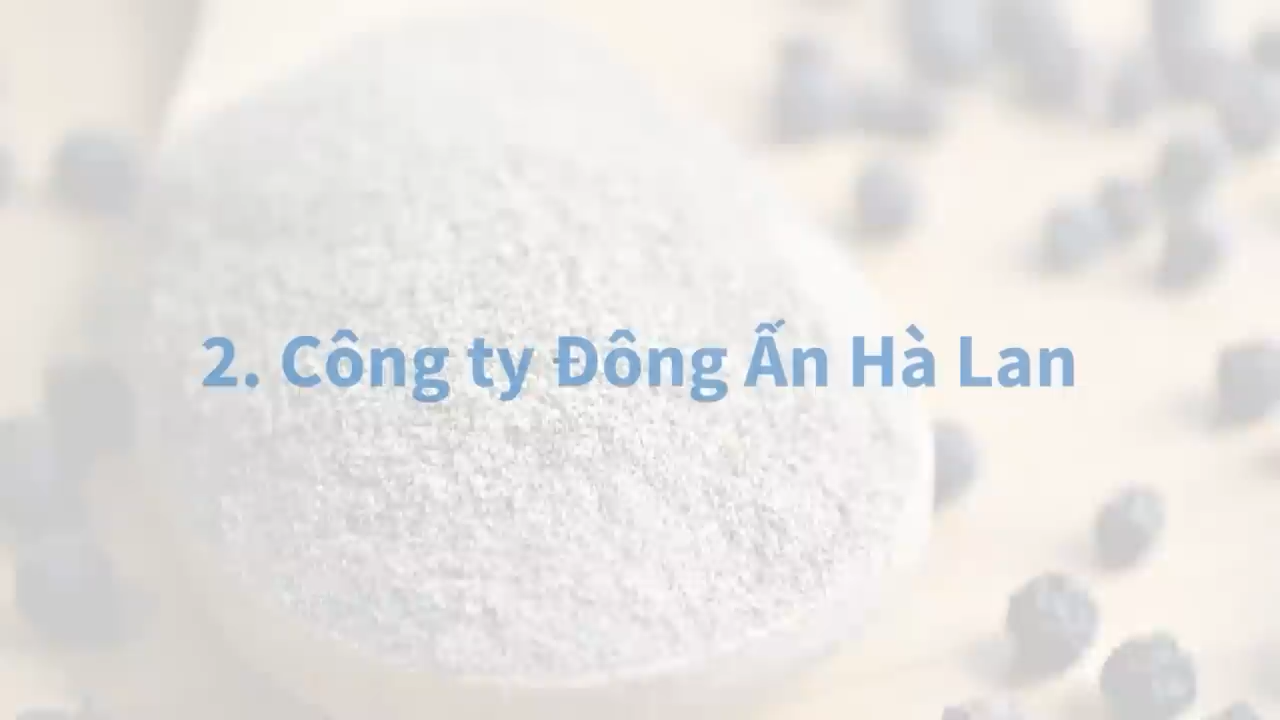 2. Công ty Đông Ấn Hà Lan